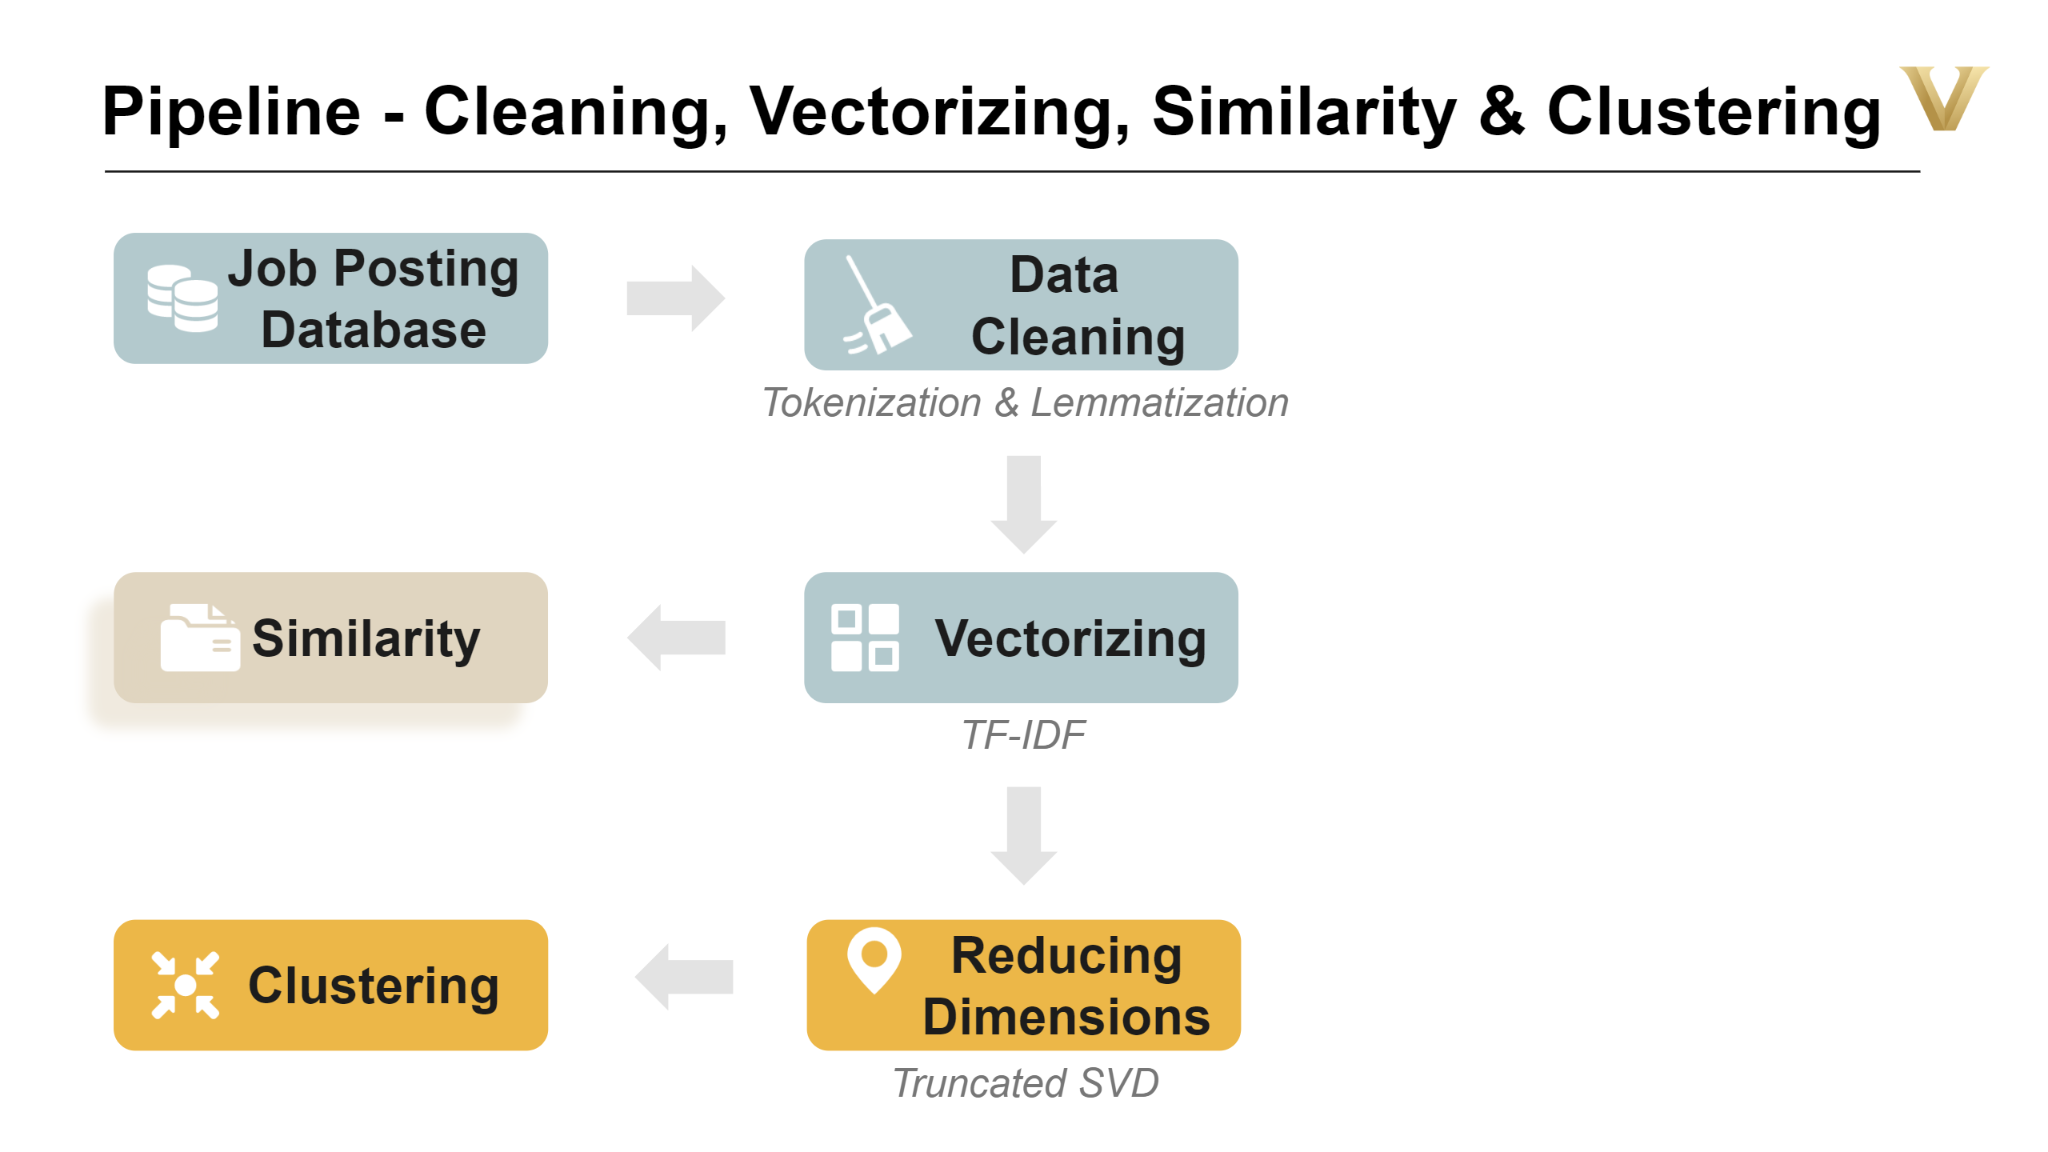 Pipeline - Cleaning, Vectorizing, Similarity & Clustering
Job Posting
Database
Data
Cleaning
Tokenization & Lemmatization
Similarity
Vectorizing
TF-IDF
Clustering
Reducing
Dimensions
Truncated SVD